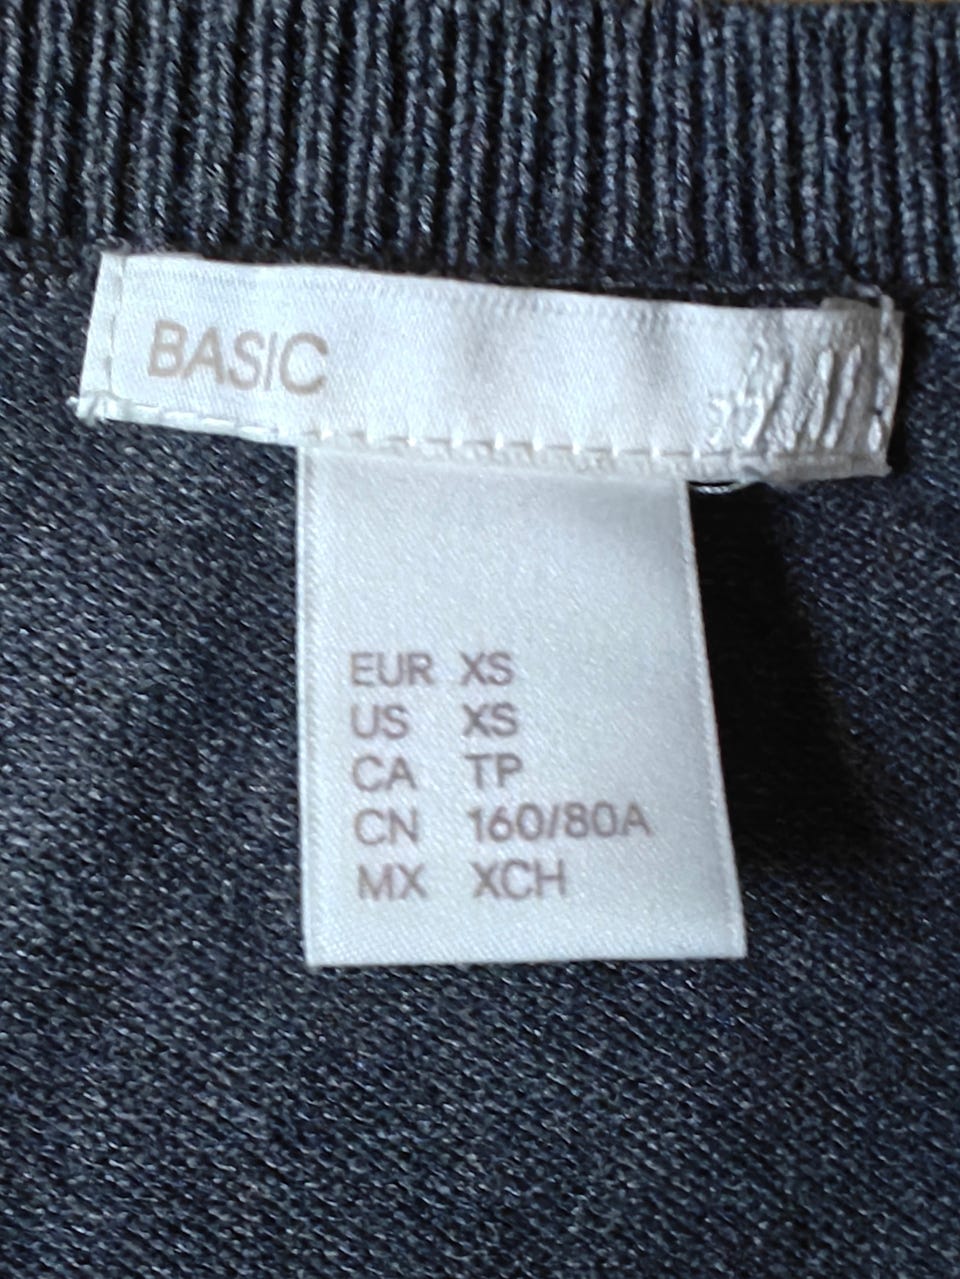 BASIC
EUR XS
US XS
CA TP
CN 160/80A
MX XCH